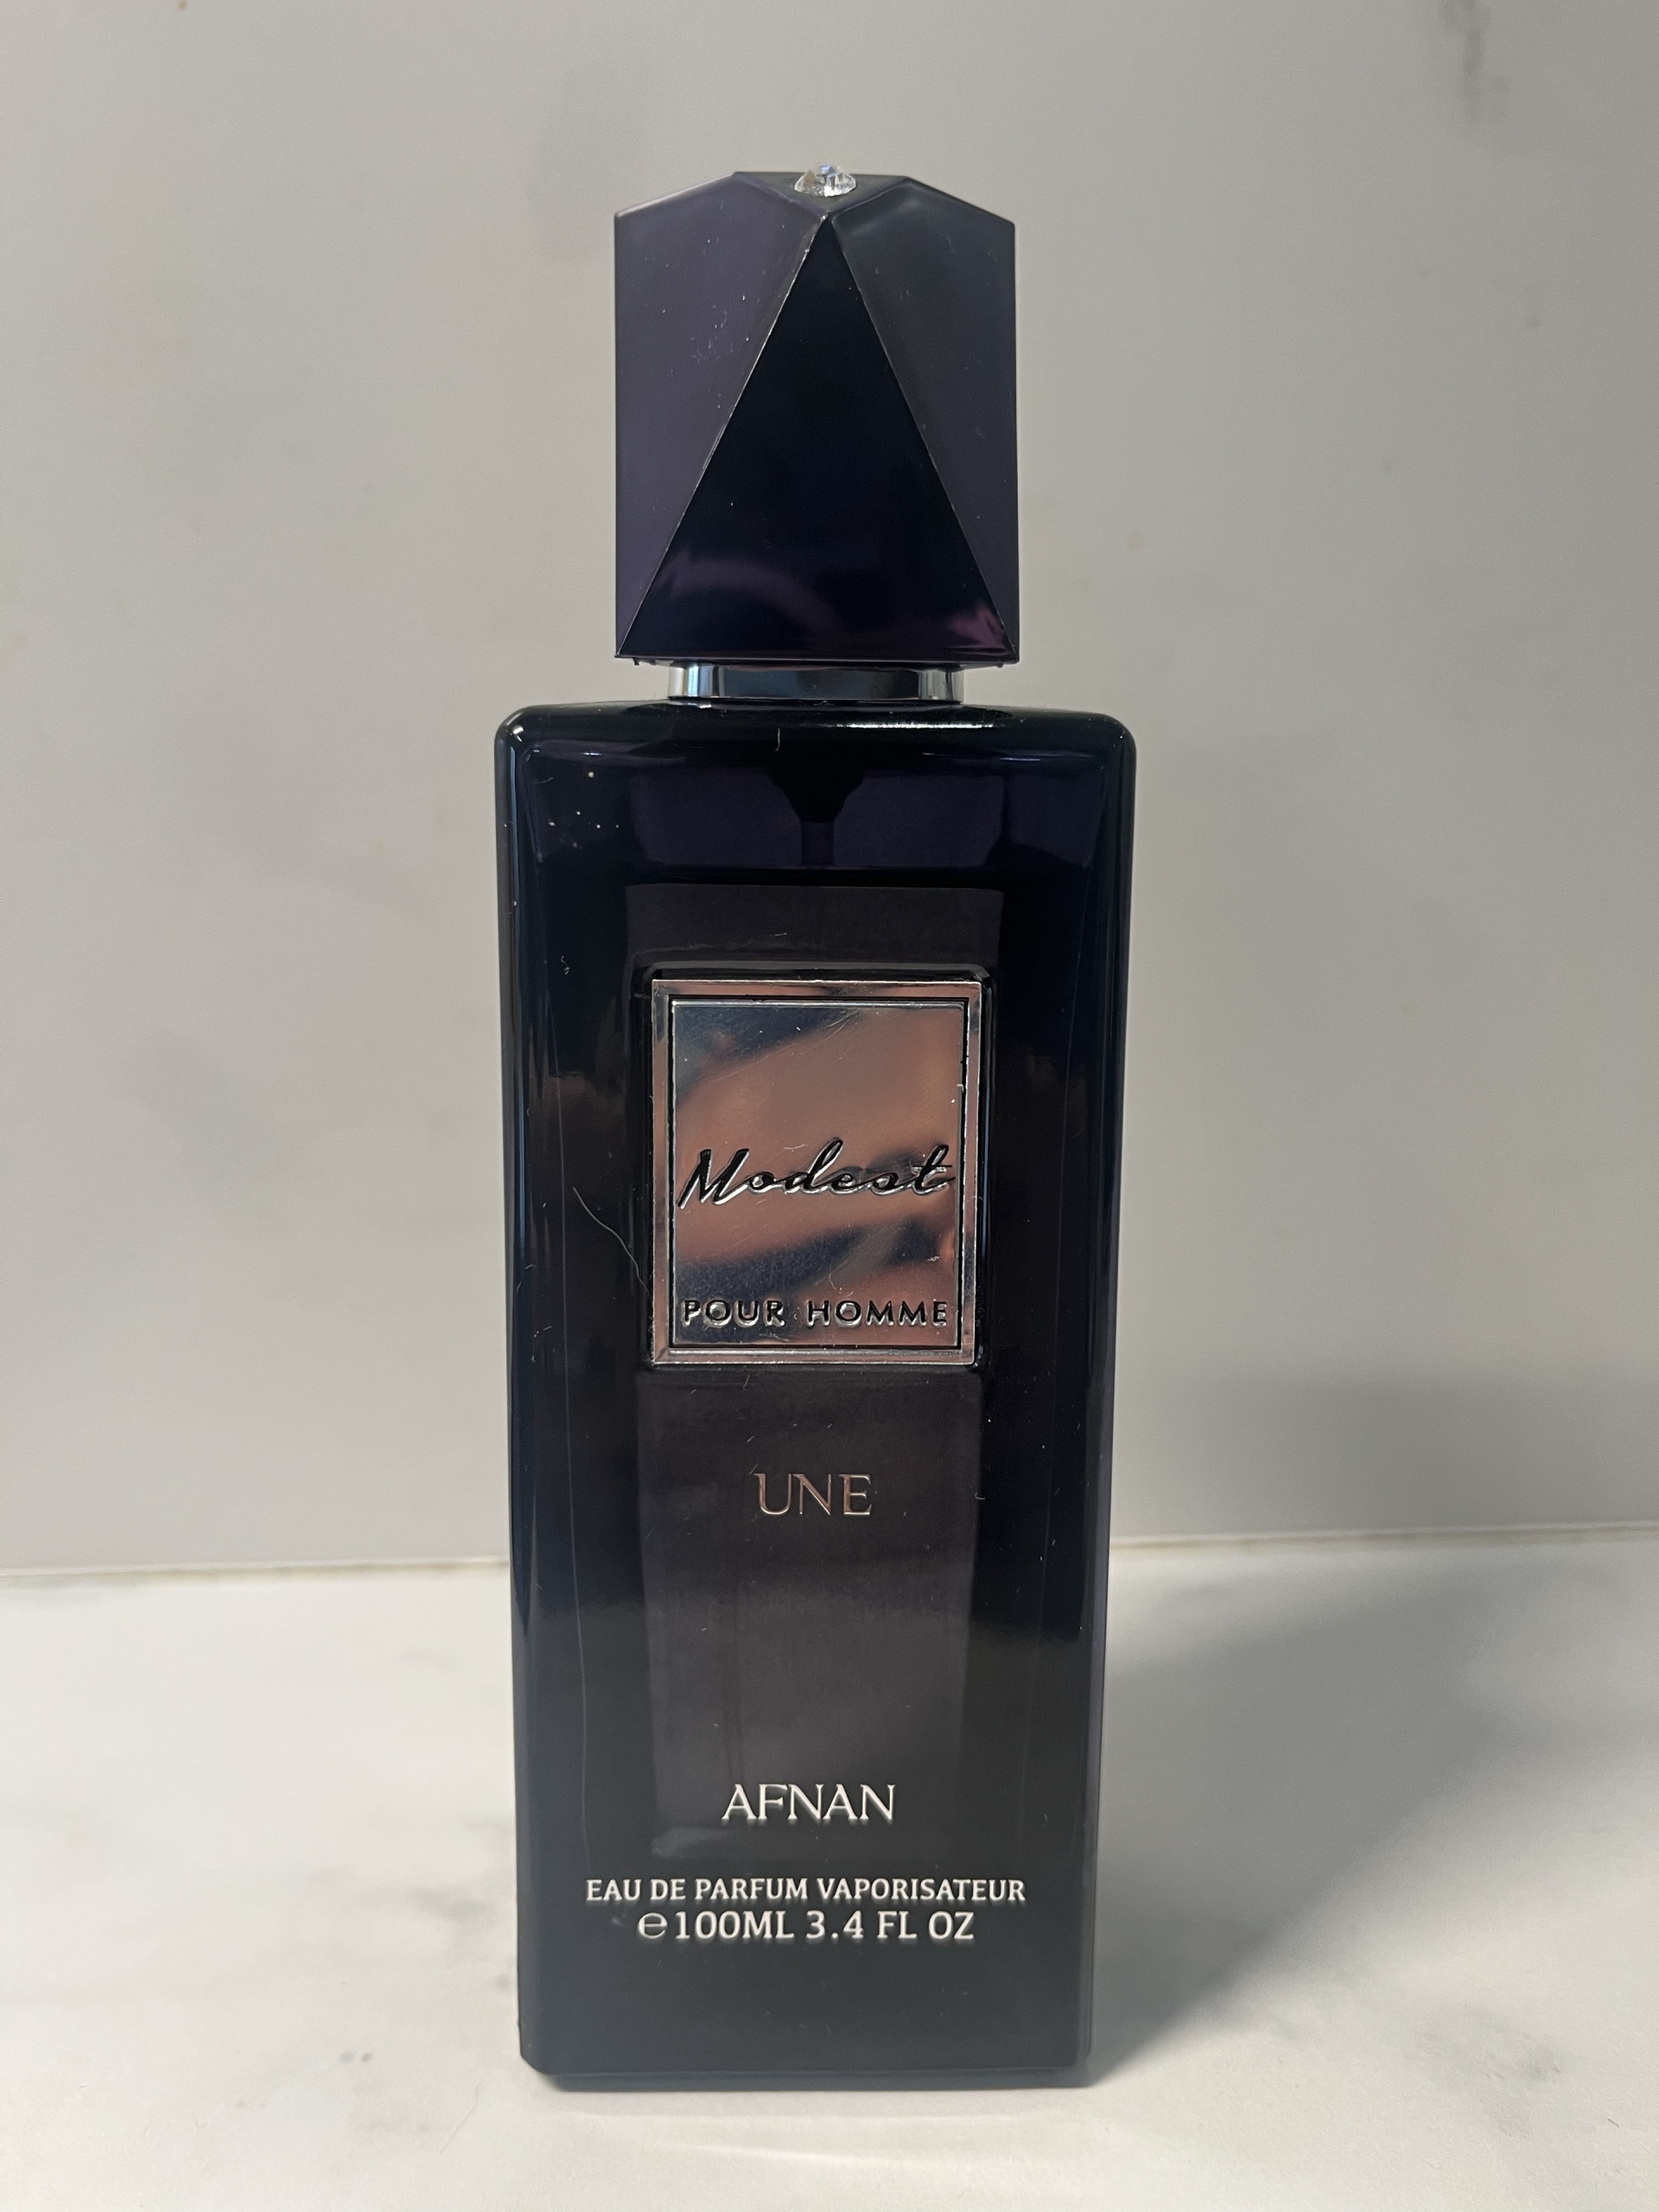 Modest
POUR HOMME
UNE
AFNAN
EAU DE PARFUM VAPORISATEUR
℮100ML 3.4 FL OZ